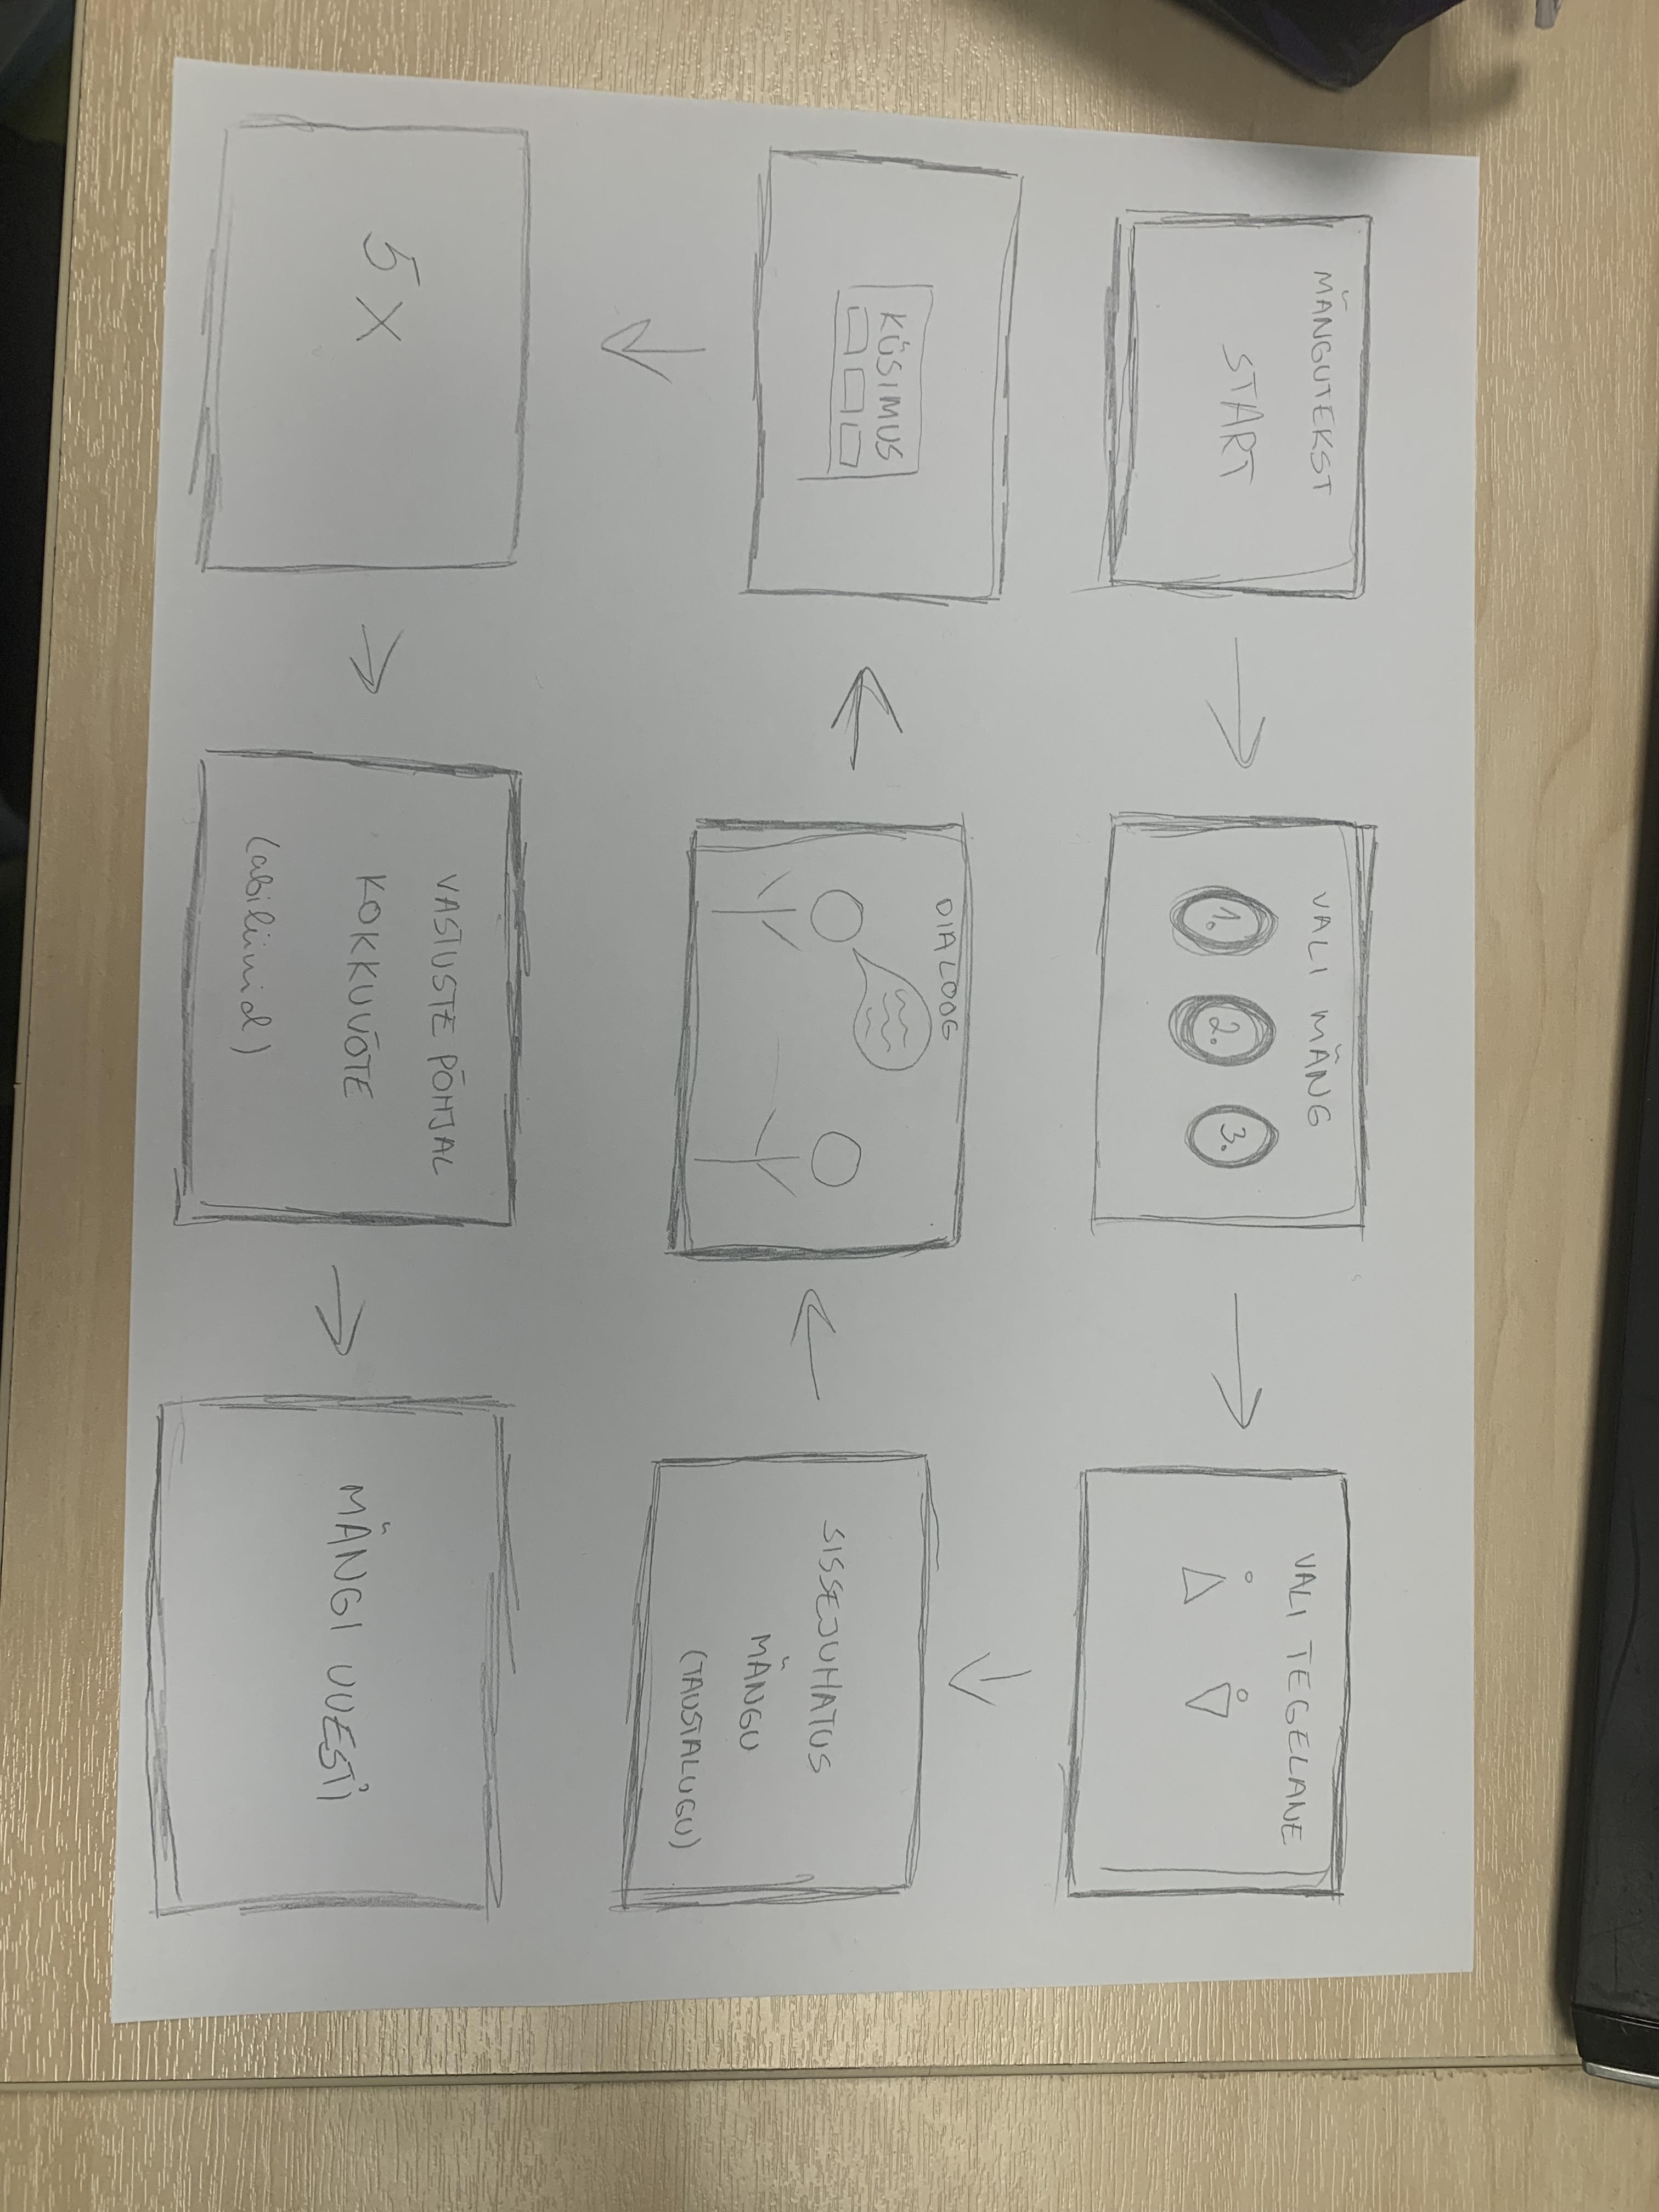 MÄNGUTEKST
START
VALI MÄNG
1. 2. 3.
VALI TEGELANE
SISSEJUHATUS
MÄNGU
(TAUSTALUGU)
DIALOOG
KÜSIMUS
5X
VASTUSTE PÕHJAL
KOKKUVÕTE
(abiliinid)
MÄNGI UUESTI